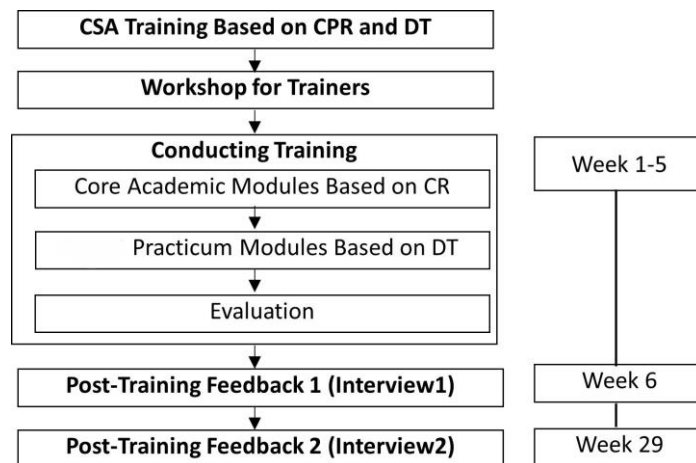 CSA Training Based on CPR and DT
Workshop for Trainers
Conducting Training
Core Academic Modules Based on CR
Practicum Modules Based on DT
Evaluation
Post-Training Feedback 1 (Interview1)
Post-Training Feedback 2 (Interview2)
Week 1-5
Week 6
Week 29